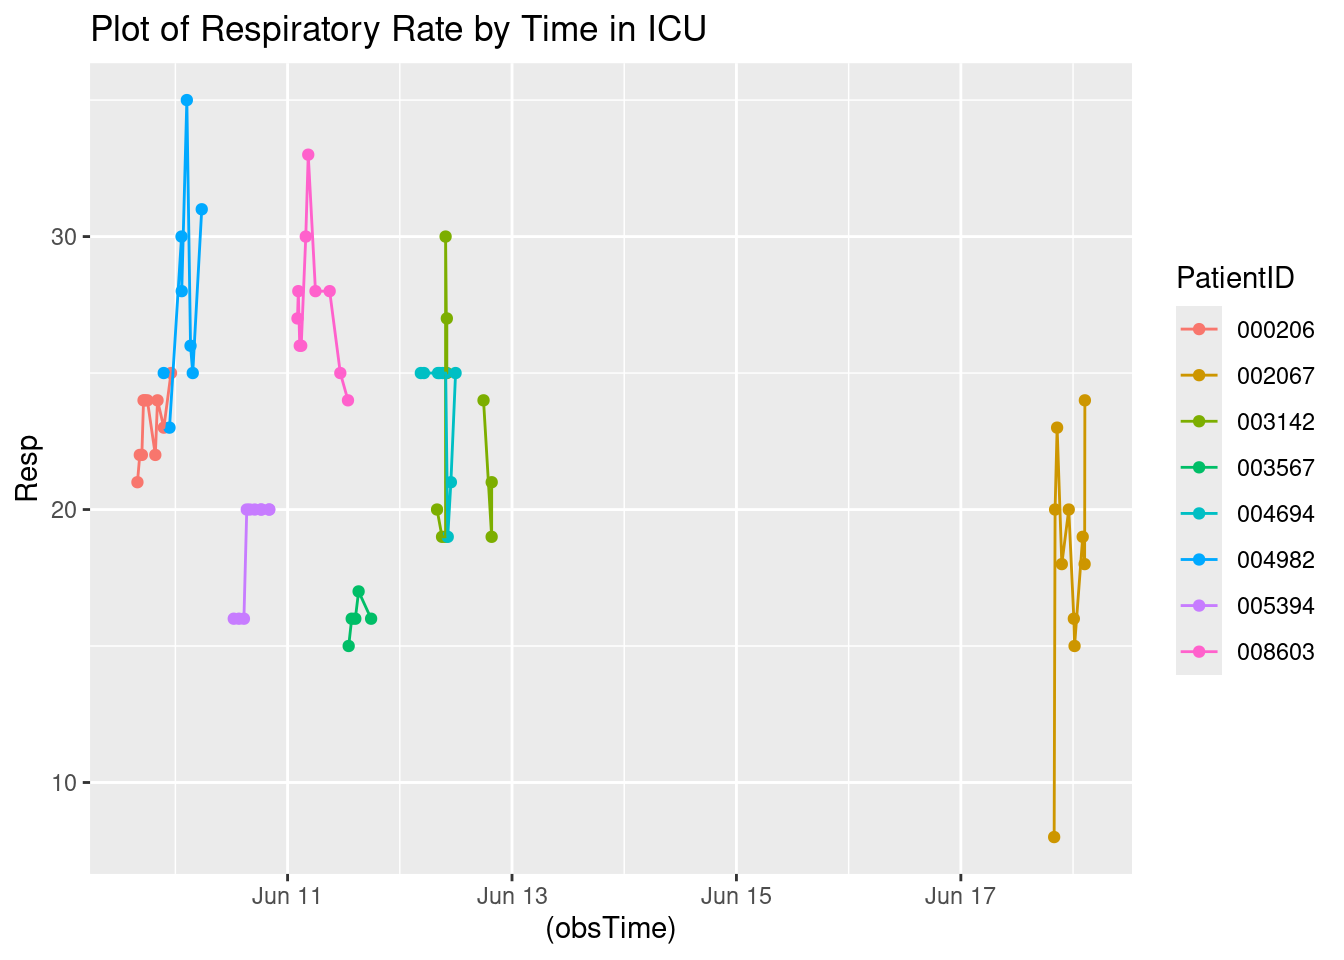 Plot of Respiratory Rate by Time in ICU
Resp
30
20
10
Jun 11
Jun 13
Jun 15
Jun 17
(obsTime)
PatientID
000206
002067
003142
003567
004694
004982
005394
008603